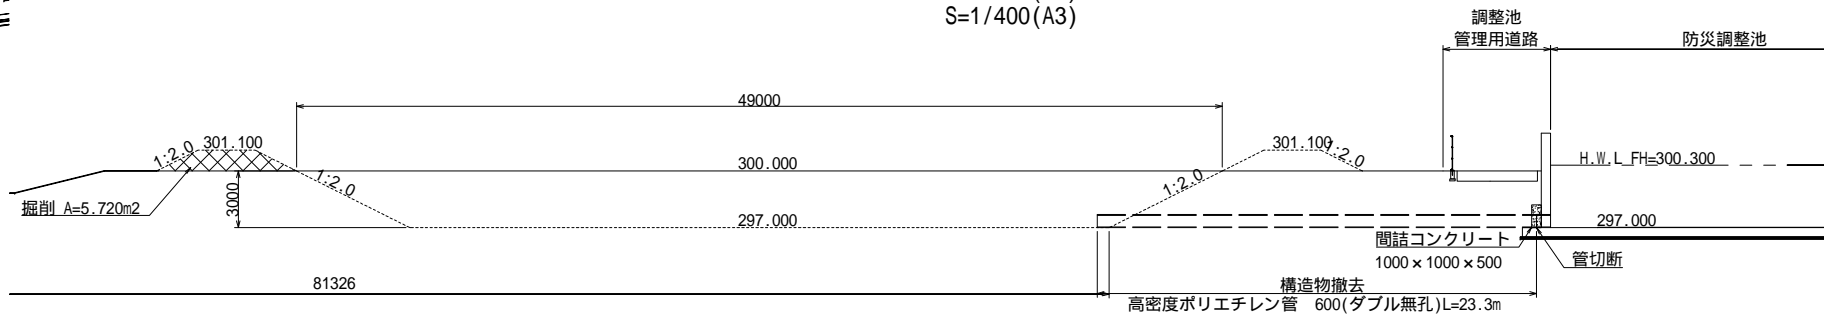 S=1/400(A3)
調整池
管理用道路
防災調整池
49000
1:2.0
301.100
301.100
1:2.0
300.000
H.W.L FH=300.300
1:2.0
1:2.0
掘削 A=5.720m2
3000
297.000
297.000
間詰コンクリート
1000×1000×500
管切断
81326
構造物撤去
高密度ポリエチレン管 600(ダブル無孔)L=23.3m